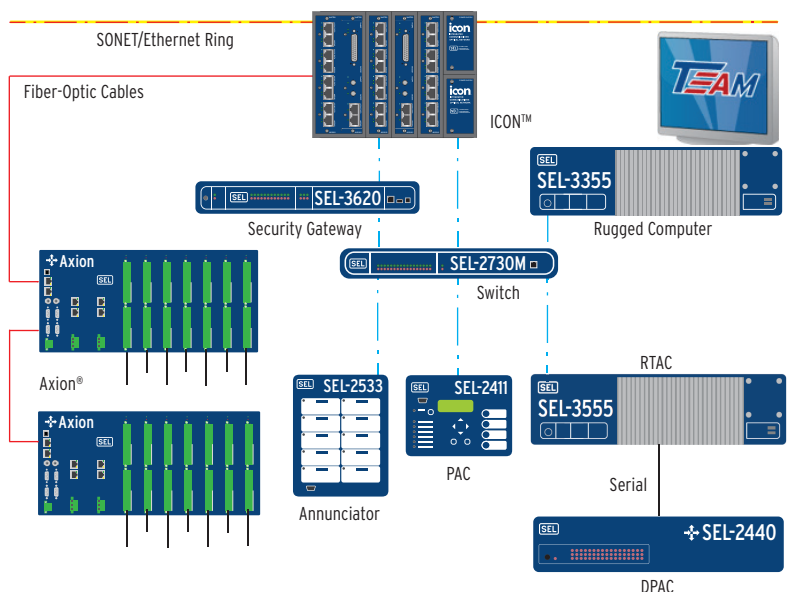 SONET/Ethernet Ring
icon
SEL
icon
SEL
ICON™
TEAM
Fiber-Optic Cables
SEL
SEL-3620
Security Gateway
SEL
SEL-3355
Rugged Computer
SEL
SEL-2730M
Switch
Axion
SEL
Axion®
Axion
SEL
SEL
SEL-2533
Annunciator
SEL
SEL-2411
PAC
RTAC
SEL
SEL-3555
Serial
SEL
SEL-2440
DPAC